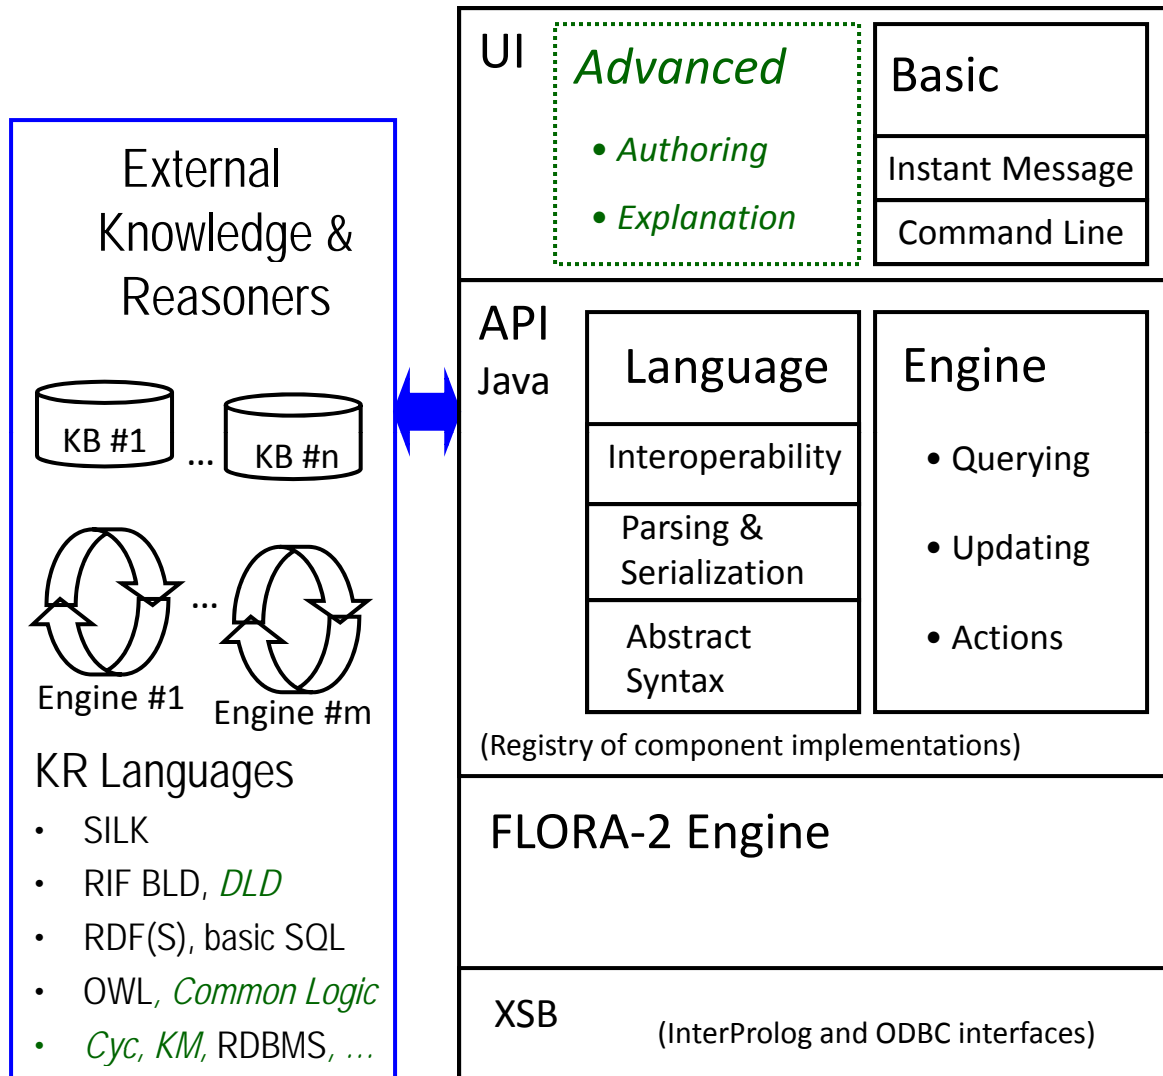 External
Knowledge &
Reasoners
KB #1
...
KB #n
...
Engine #1
Engine #m
KR Languages
• SILK
• RIF BLD, DLD
• RDF(S), basic SQL
• OWL, Common Logic
• Cyc, KM, RDBMS, ...
UI
Advanced
• Authoring
• Explanation
Basic
Instant Message
Command Line
API
Java
Language
Interoperability
Parsing &
Serialization
Abstract
Syntax
Engine
• Querying
• Updating
• Actions
(Registry of component implementations)
FLORA-2 Engine
XSB
(InterProlog and ODBC interfaces)